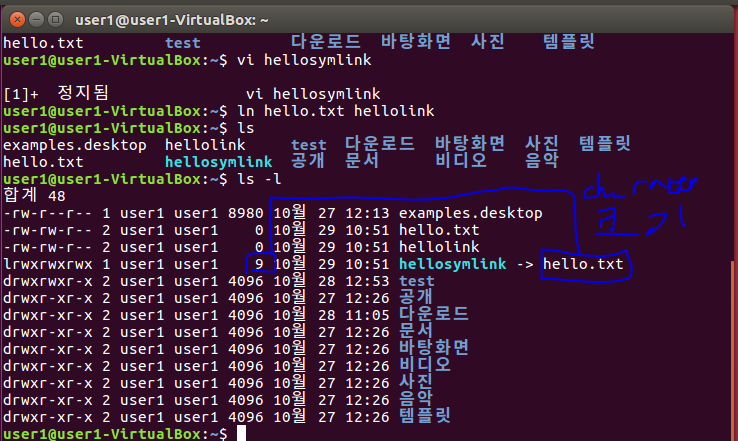 user1@user1-VirtualBox: ~
hello.txt test 다운로드 바탕화면 사진 템플릿
user1@user1-VirtualBox:~$ vi hellosymlink
[1]+ 정지됨 vi hellosymlink
user1@user1-VirtualBox:~$ ln hello.txt hellolink
user1@user1-VirtualBox:~$ ls
examples.desktop hellolink test 다운로드 바탕화면 사진 템플릿
hello.txt hellosymlink 공개 문서 비디오 음악
user1@user1-VirtualBox:~$ ls -l
합계 48
-rw-r--r-- 1 user1 user1 8980 10월 27 12:13 examples.desktop
-rw-rw-r-- 2 user1 user1 0 10월 29 10:51 hello.txt
-rw-rw-r-- 2 user1 user1 0 10월 29 10:51 hellolink
lrwxrwxrwx 1 user1 user1 9 10월 29 10:51 hellosymlink -> hello.txt
drwxrwxr-x 2 user1 user1 4096 10월 28 12:53 test
drwxr-xr-x 2 user1 user1 4096 10월 27 12:26 공개
drwxr-xr-x 2 user1 user1 4096 10월 28 11:05 다운로드
drwxr-xr-x 2 user1 user1 4096 10월 27 12:26 문서
drwxr-xr-x 2 user1 user1 4096 10월 27 12:26 바탕화면
drwxr-xr-x 2 user1 user1 4096 10월 27 12:26 비디오
drwxr-xr-x 2 user1 user1 4096 10월 27 12:26 사진
drwxr-xr-x 2 user1 user1 4096 10월 27 12:26 음악
drwxr-xr-x 2 user1 user1 4096 10월 27 12:26 템플릿
user1@user1-VirtualBox:~$